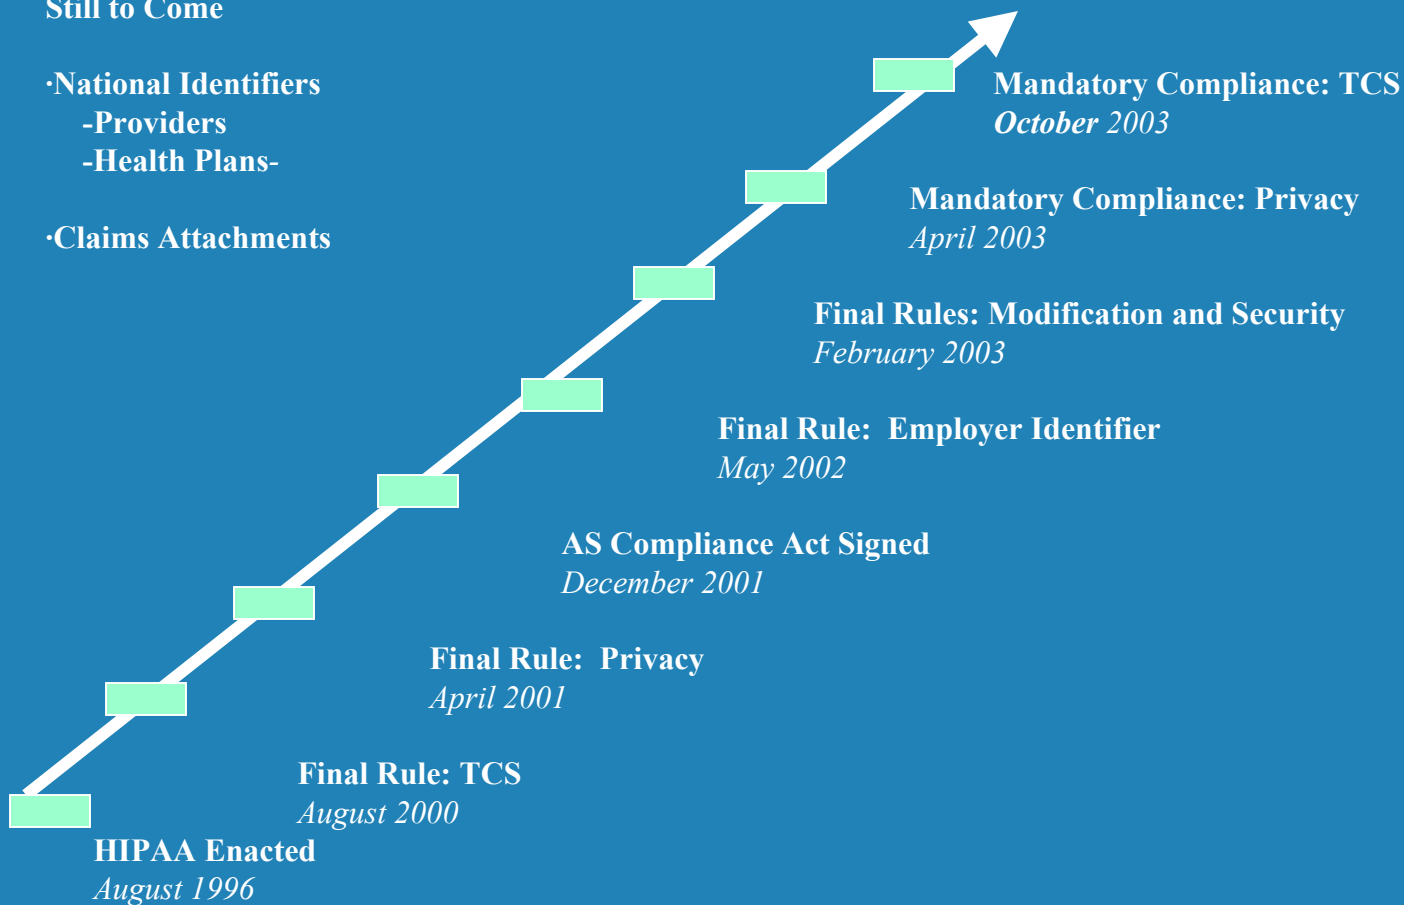 Still to Come
·National Identifiers
-Providers
-Health Plans-
·Claims Attachments
Mandatory Compliance: TCS
October 2003
Mandatory Compliance: Privacy
April 2003
Final Rules: Modification and Security
February 2003
Final Rule:  Employer Identifier
May 2002
AS Compliance Act Signed
December 2001
Final Rule:  Privacy
April 2001
Final Rule: TCS
August 2000
HIPAA Enacted
August 1996